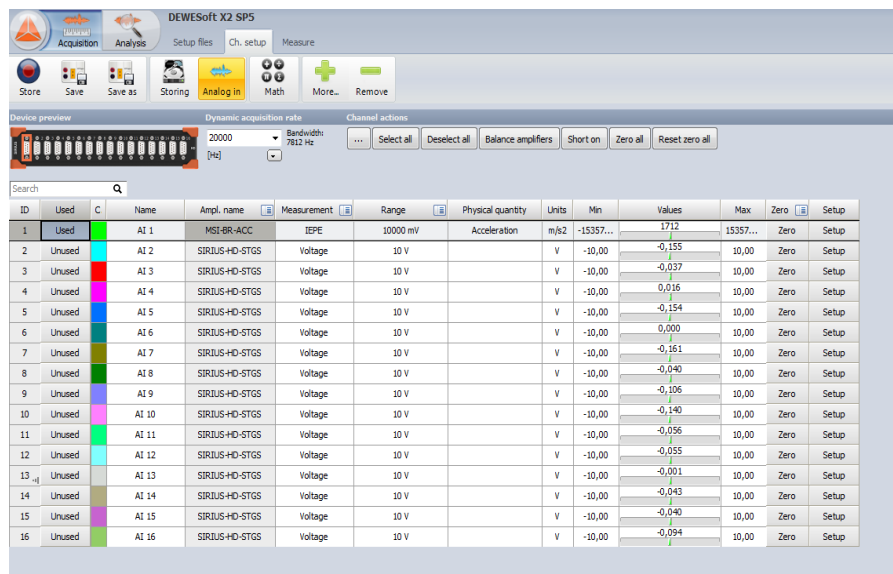 DEWESoft X2 SP5
Acquisition Analysis Setup files Ch. setup Measure
Store Save Save as Storing Analog in Math More... Remove
Device preview Dynamic acquisition rate Channel actions
20000 Bandwidth: 7812 Hz ... Select all Deselect all Balance amplifiers Short on Zero all Reset zero all
[Hz]
Search
ID Used C Name Ampl. name Measurement Range Physical quantity Units Min Values Max Zero Setup
1 Used AI 1 MSI-BR-ACC IEPE 10000 mV Acceleration m/s2 -15357... 1712 15357... Zero Setup
2 Unused AI 2 SIRIUS-HD-STGS Voltage 10 V V -10,00 -0,155 10,00 Zero Setup
3 Unused AI 3 SIRIUS-HD-STGS Voltage 10 V V -10,00 -0,037 10,00 Zero Setup
4 Unused AI 4 SIRIUS-HD-STGS Voltage 10 V V -10,00 0,016 10,00 Zero Setup
5 Unused AI 5 SIRIUS-HD-STGS Voltage 10 V V -10,00 -0,154 10,00 Zero Setup
6 Unused AI 6 SIRIUS-HD-STGS Voltage 10 V V -10,00 0,000 10,00 Zero Setup
7 Unused AI 7 SIRIUS-HD-STGS Voltage 10 V V -10,00 -0,161 10,00 Zero Setup
8 Unused AI 8 SIRIUS-HD-STGS Voltage 10 V V -10,00 -0,040 10,00 Zero Setup
9 Unused AI 9 SIRIUS-HD-STGS Voltage 10 V V -10,00 -0,106 10,00 Zero Setup
10 Unused AI 10 SIRIUS-HD-STGS Voltage 10 V V -10,00 -0,140 10,00 Zero Setup
11 Unused AI 11 SIRIUS-HD-STGS Voltage 10 V V -10,00 -0,056 10,00 Zero Setup
12 Unused AI 12 SIRIUS-HD-STGS Voltage 10 V V -10,00 -0,055 10,00 Zero Setup
13 Unused AI 13 SIRIUS-HD-STGS Voltage 10 V V -10,00 -0,001 10,00 Zero Setup
14 Unused AI 14 SIRIUS-HD-STGS Voltage 10 V V -10,00 -0,043 10,00 Zero Setup
15 Unused AI 15 SIRIUS-HD-STGS Voltage 10 V V -10,00 -0,040 10,00 Zero Setup
16 Unused AI 16 SIRIUS-HD-STGS Voltage 10 V V -10,00 -0,094 10,00 Zero Setup